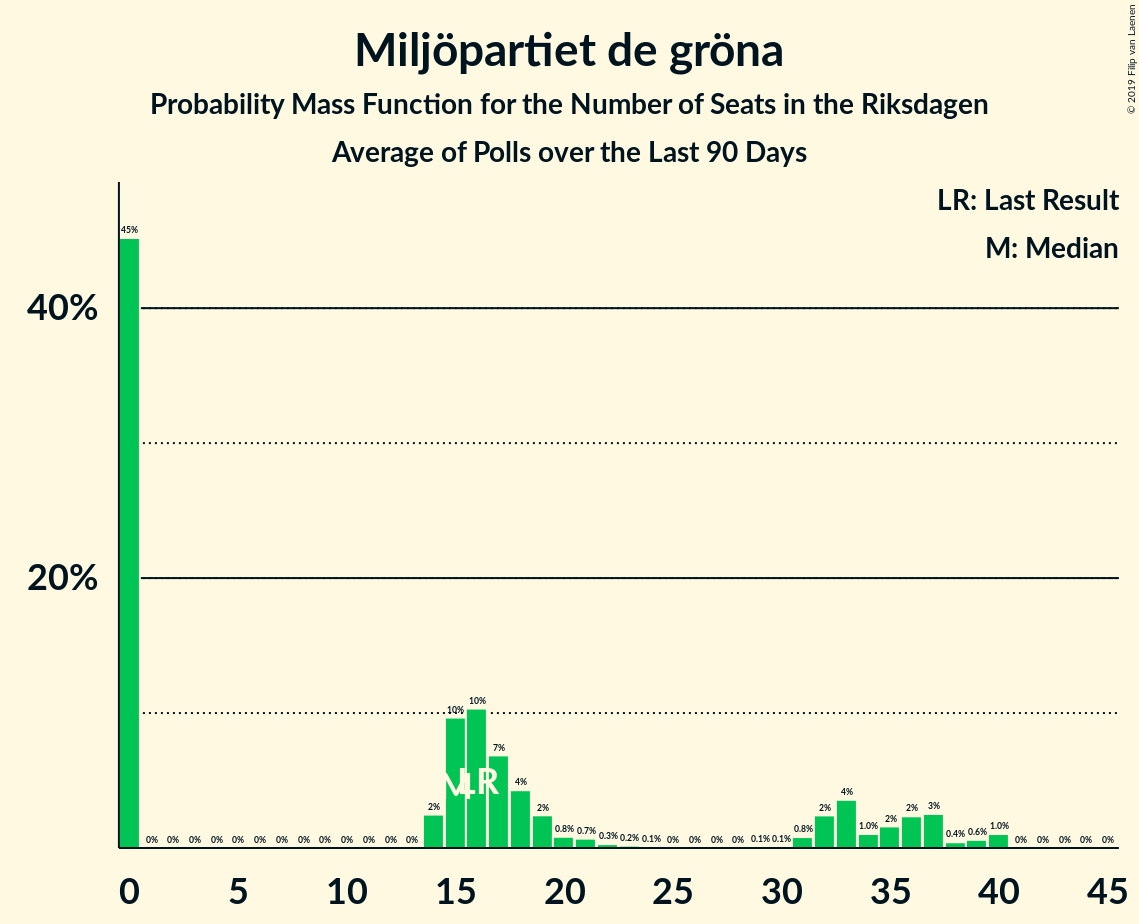 Miljöpartiet de gröna
Probability Mass Function for the Number of Seats in the Riksdagen
Average of Polls over the Last 90 Days
© 2019 Filip van Laenen
LR: Last Result
M: Median
40%
20%
45% 0% 0% 0% 0% 0% 0% 0% 0% 0% 0% 0% 0% 0% 2% 10% 10% 7% 4% 2% 0.8% 0.7% 0.3% 0.2% 0.1% 0% 0% 0% 0% 0.1% 0.1% 0.8% 2% 4% 1.0% 2% 2% 3% 0.4% 0.6% 1.0% 0% 0% 0% 0% 0%
M LR
0 5 10 15 20 25 30 35 40 45